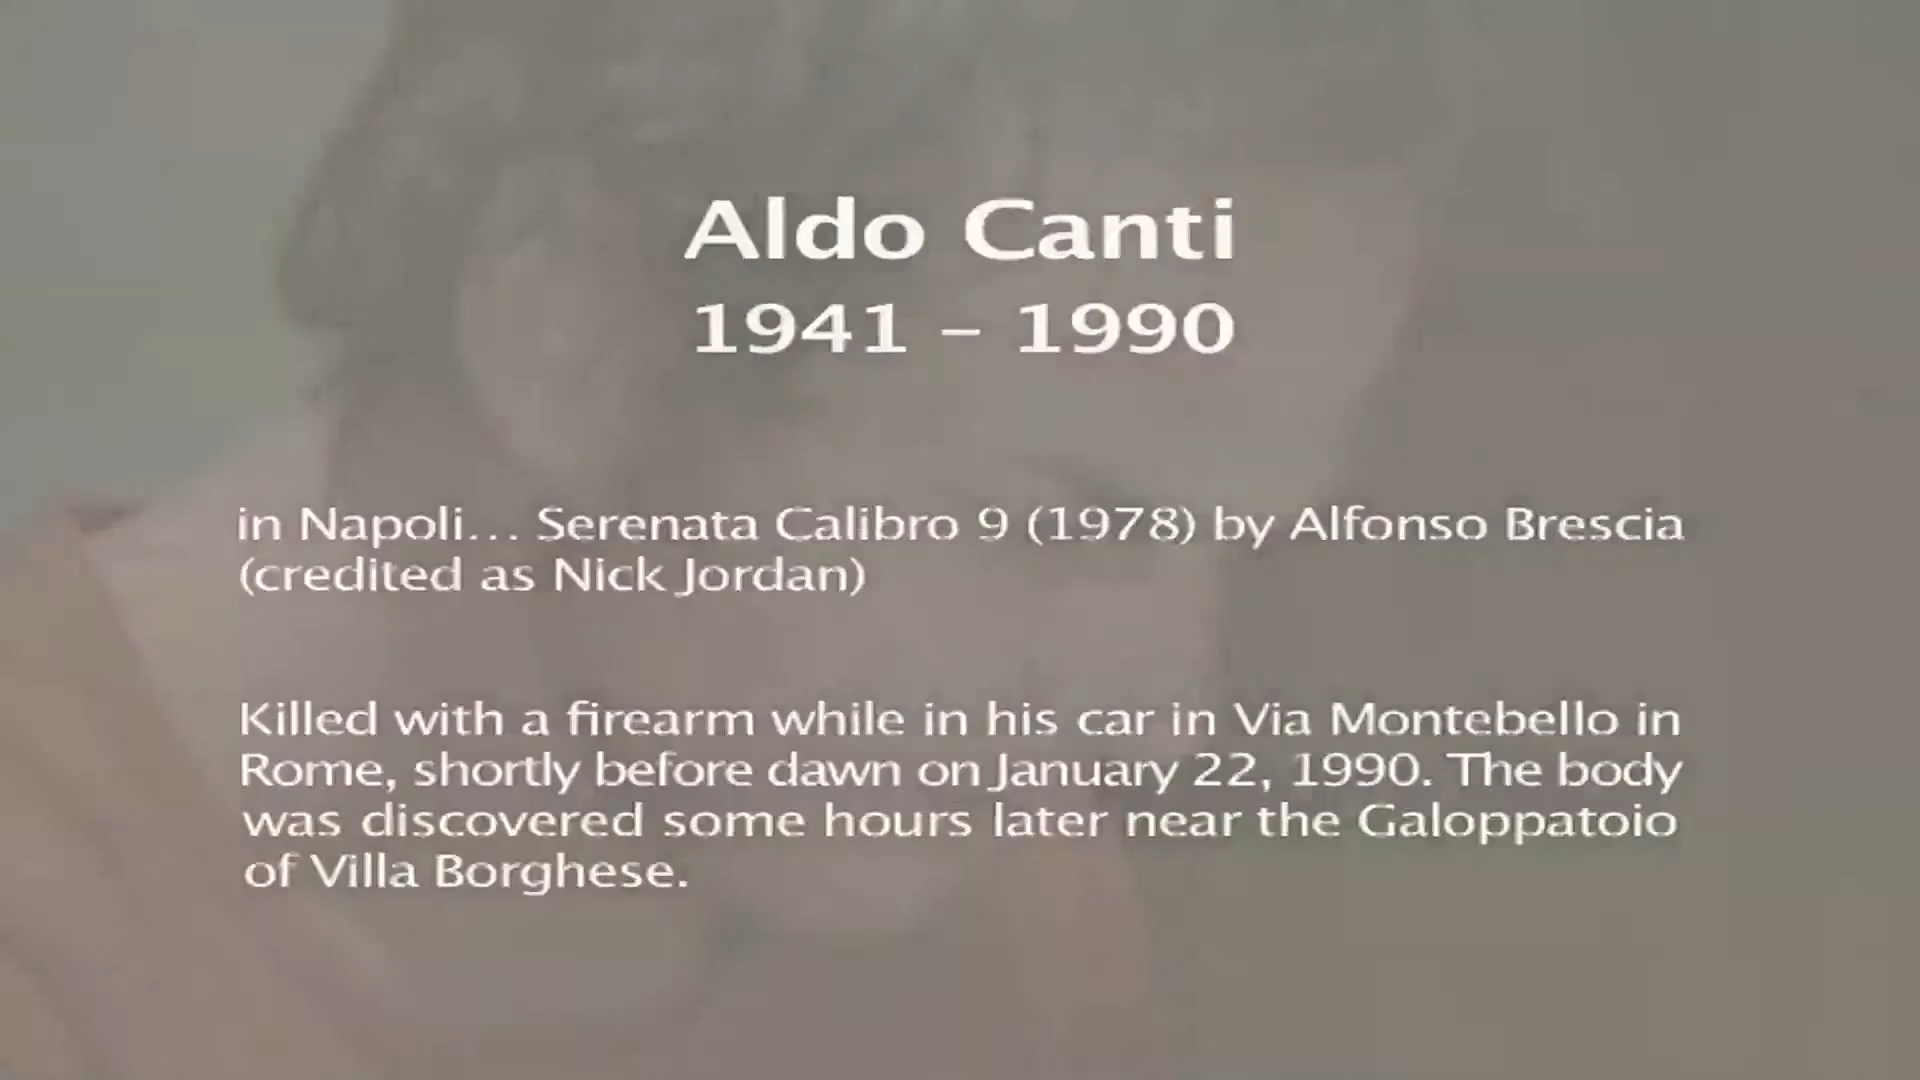 Aldo Canti
1941 – 1990
in Napoli… Serenata Calibro 9 (1978) by Alfonso Brescia
(credited as Nick Jordan)
Killed with a firearm while in his car in Via Montebello in
Rome, shortly before dawn on January 22, 1990. The body
was discovered some hours later near the Galoppatoio
of Villa Borghese.